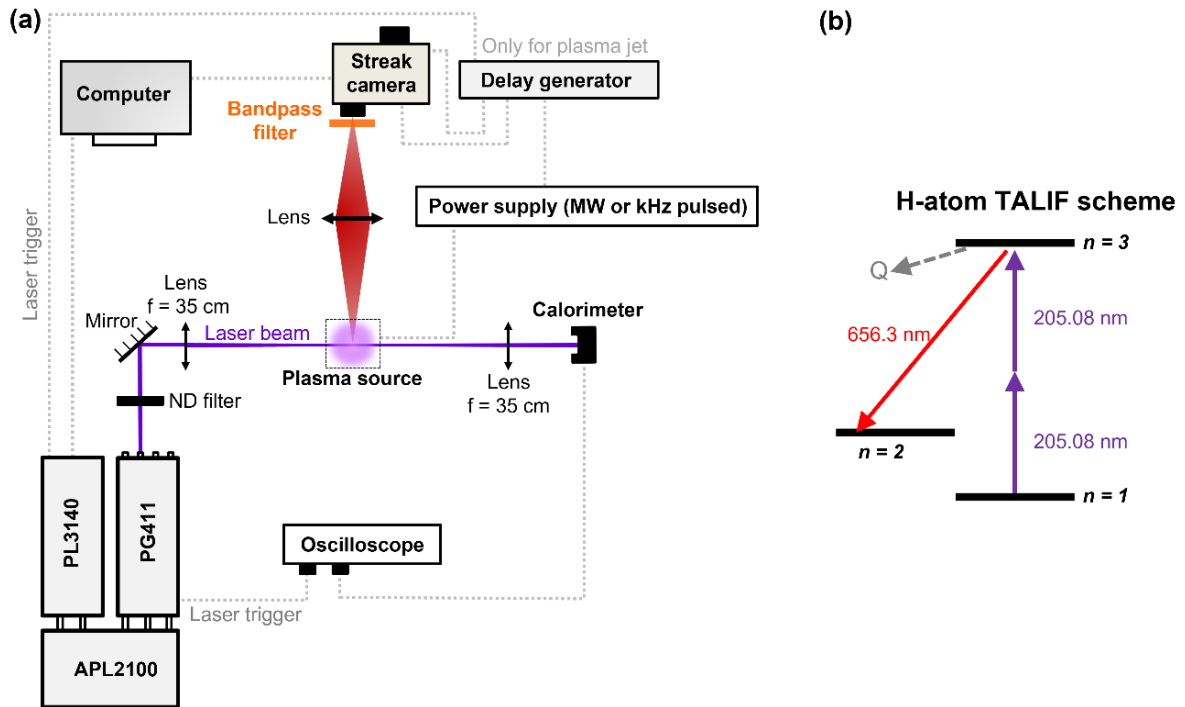 (a)
Only for plasma jet
Streak
camera
Delay generator
Computer
Bandpass
filter
Laser trigger
Lens
Power supply (MW or kHz pulsed)
Lens
f = 35 cm
Mirror
Laser beam
Calorimeter
Plasma source
Lens
f = 35 cm
ND filter
PL3140
PG411
Oscilloscope
Laser trigger
APL2100
(b)
H-atom TALIF scheme
n = 3
Q
656.3 nm
205.08 nm
n = 2
205.08 nm
n = 1